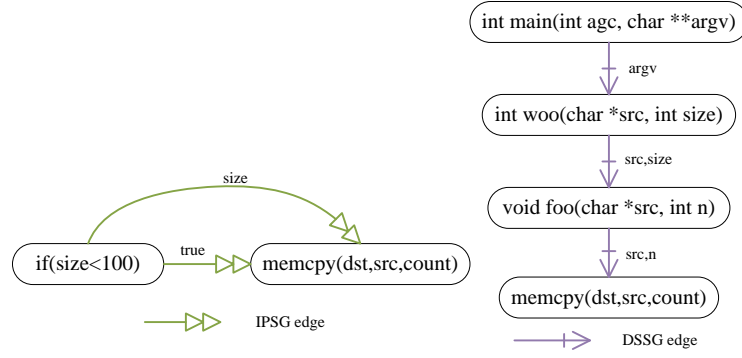 int main(int agc, char **argv)
argv
int woo(char *src, int size)
src,size
size
void foo(char *src, int n)
true
if(size<100)
memcpy(dst,src,count)
src,n
memcpy(dst,src,count)
IPSG edge
DSSG edge